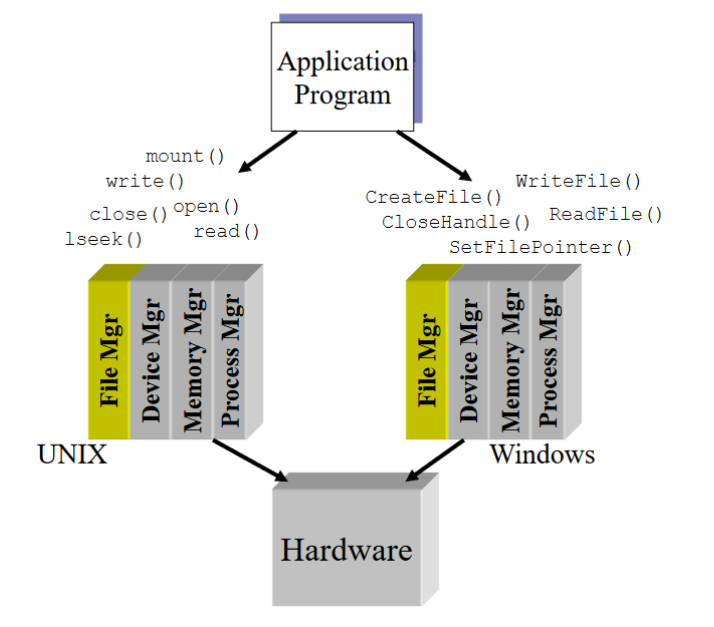 Application
Program
mount()
write()
close() open()
lseek() read()
WriteFile()
CreateFile()
CloseHandle() ReadFile()
SetFilePointer()
File Mgr
Device Mgr
Memory Mgr
Process Mgr
UNIX
File Mgr
Device Mgr
Memory Mgr
Process Mgr
Windows
Hardware